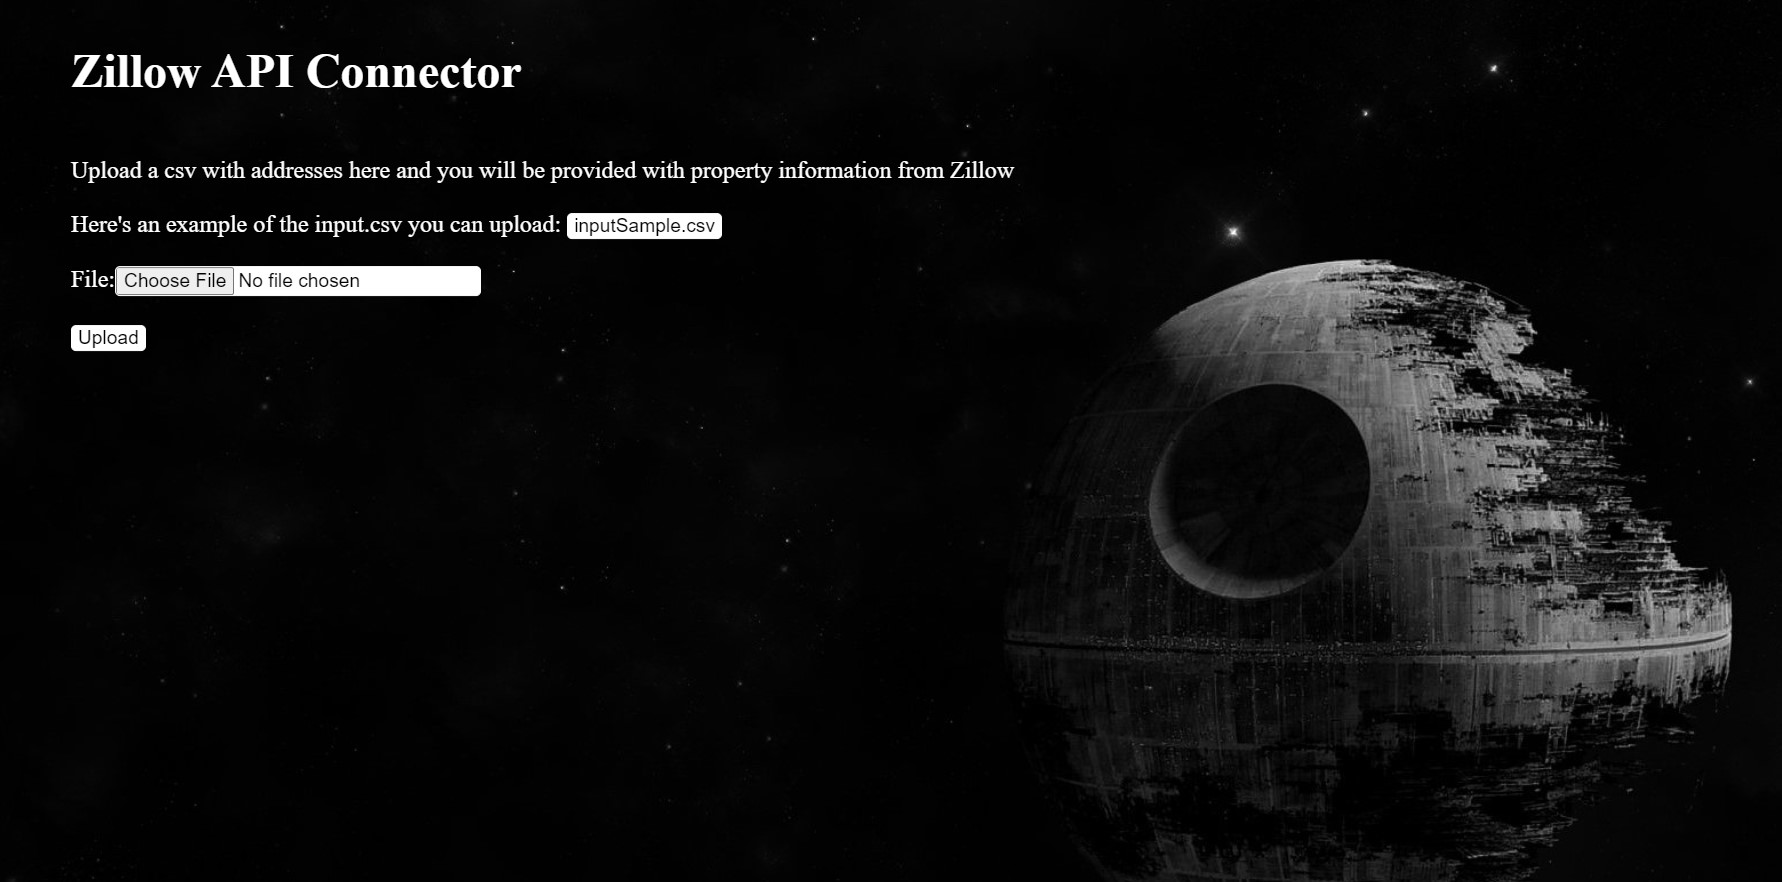 Zillow API Connector
Upload a csv with addresses here and you will be provided with property information from Zillow
Here's an example of the input.csv you can upload: inputSample.csv
File: Choose File No file chosen
Upload